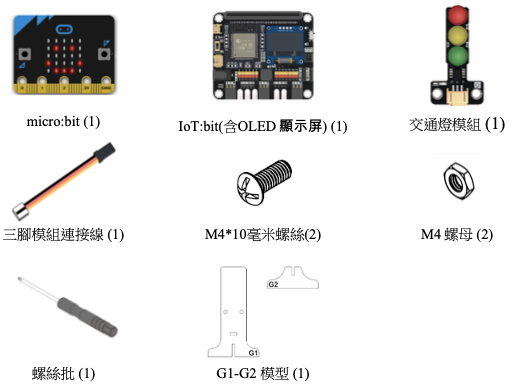 micro:bit (1)
IoT:bit(含OLED 顯示屏) (1)
交通燈模組 (1)
三腳模組連接線 (1)
M4*10毫米螺絲(2)
M4 螺母 (2)
G2
G1
螺絲批 (1)
G1-G2 模型 (1)